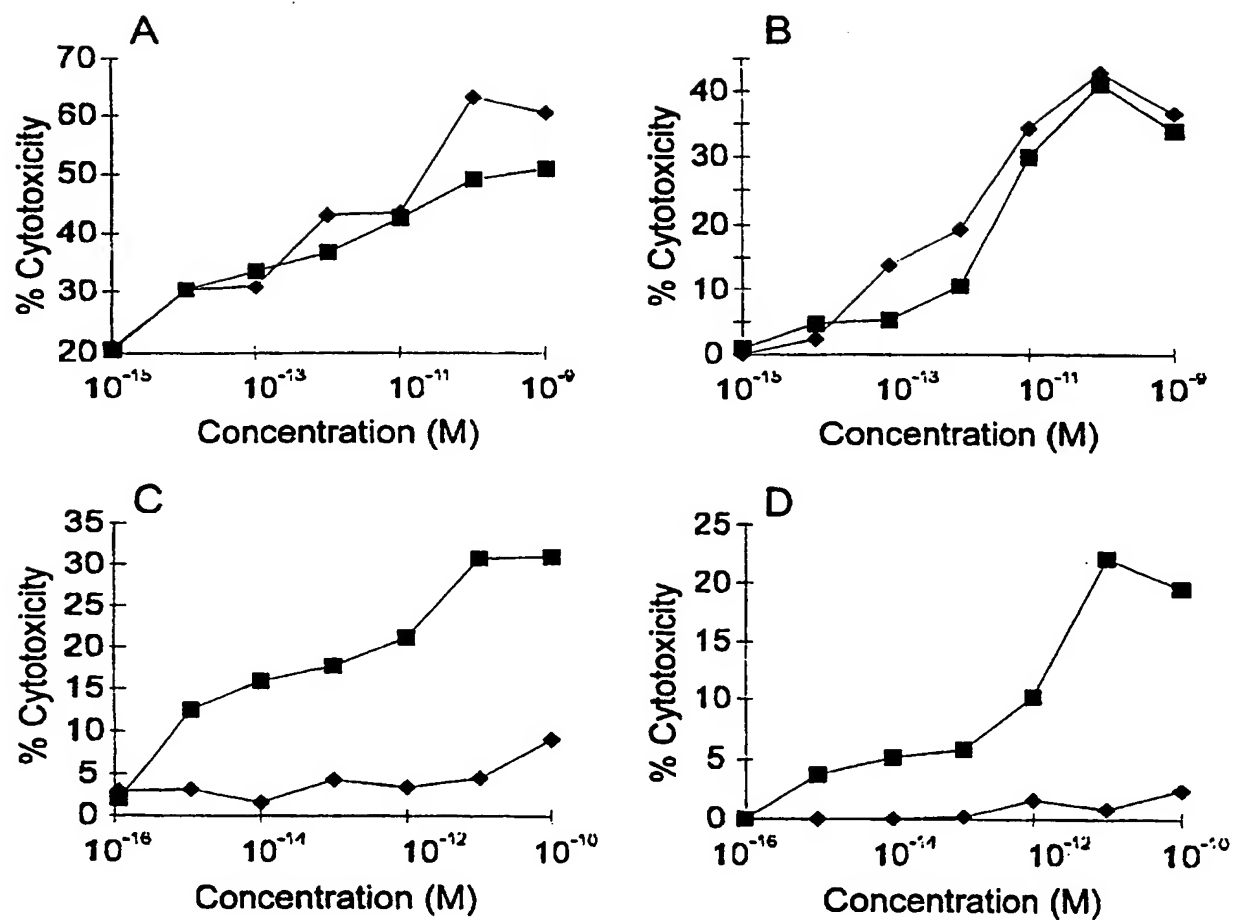 A
% Cytotoxicity
70
60
50
40
30
20
10⁻¹⁵ 10⁻¹³ 10⁻¹¹ 10⁻⁹
Concentration (M)
B
% Cytotoxicity
40
30
20
10
0
10⁻¹⁵ 10⁻¹³ 10⁻¹¹ 10⁻⁹
Concentration (M)
C
% Cytotoxicity
35
30
25
20
15
10
5
0
10⁻¹⁶ 10⁻¹⁴ 10⁻¹² 10⁻¹⁰
Concentration (M)
D
% Cytotoxicity
25
20
15
10
5
0
10⁻¹⁶ 10⁻¹⁴ 10⁻¹² 10⁻¹⁰
Concentration (M)